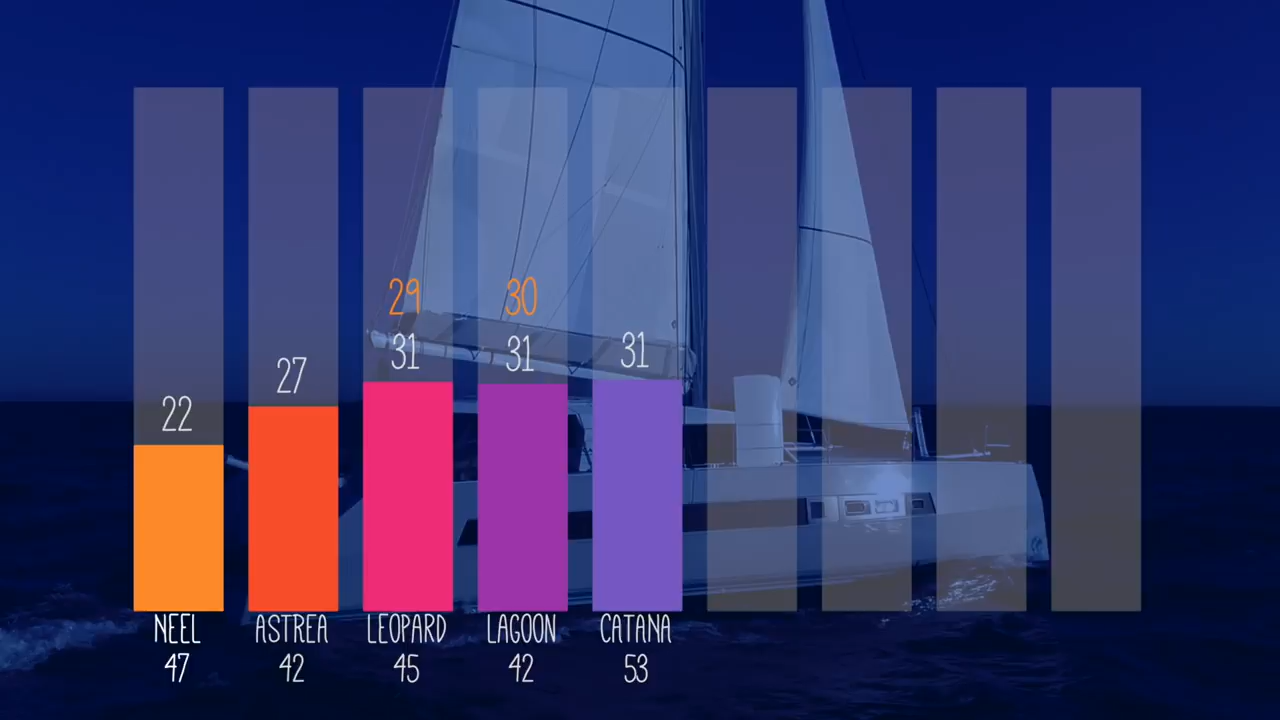 29 30
31 31 31
27
22
NEEL ASTREA LEOPARD LAGOON CATANA
47 42 45 42 53